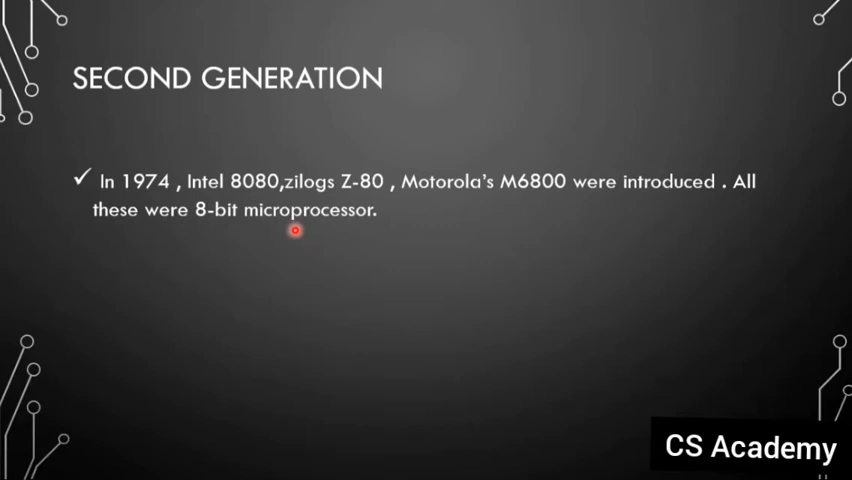 SECOND GENERATION
✓ In 1974 , Intel 8080,zilogs Z-80 , Motorola's M6800 were introduced . All
these were 8-bit microprocessor.
CS Academy